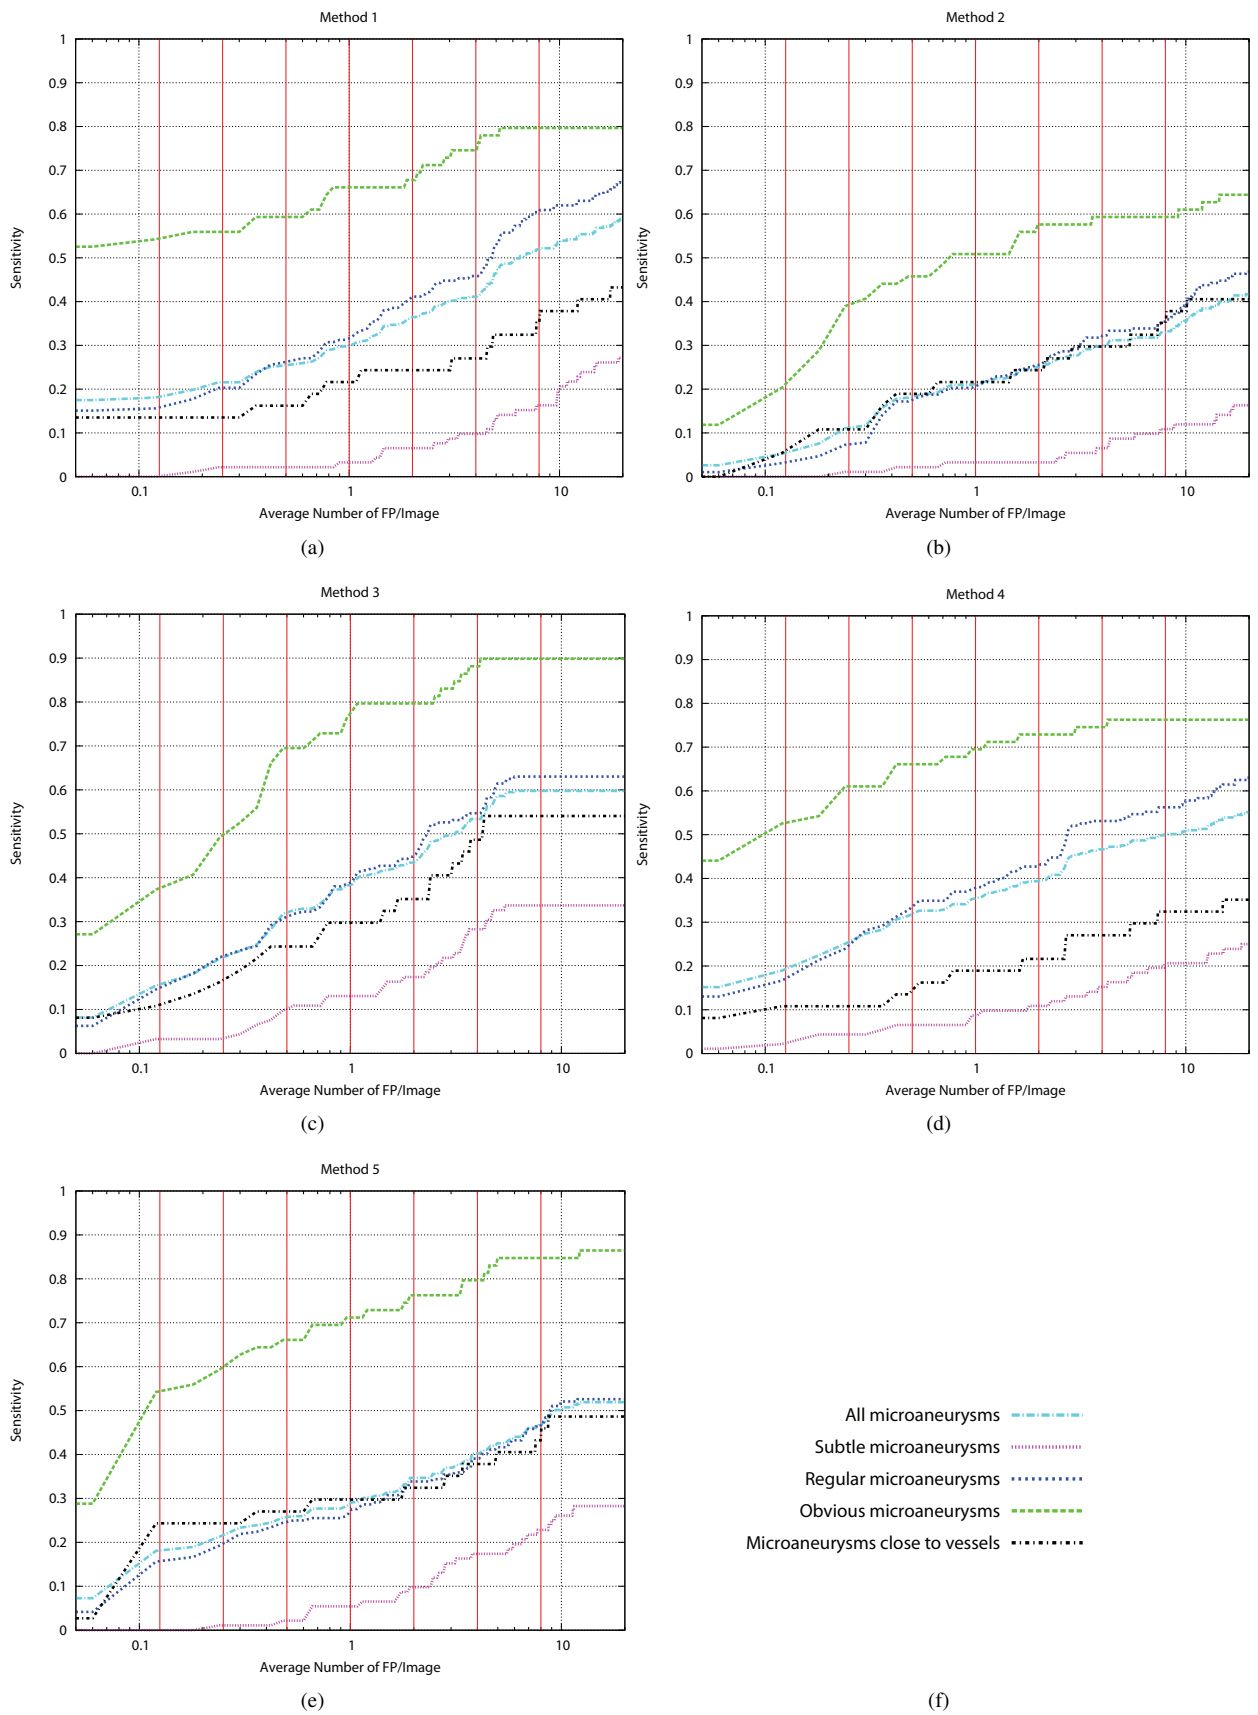 Method 1
1
0.9
0.8
0.7
0.6
0.5
0.4
0.3
0.2
0.1
0
Sensitivity
0.1
1
10
Average Number of FP/Image
(a)
Method 2
1
0.9
0.8
0.7
0.6
0.5
0.4
0.3
0.2
0.1
0
Sensitivity
0.1
1
10
Average Number of FP/Image
(b)
Method 3
1
0.9
0.8
0.7
0.6
0.5
0.4
0.3
0.2
0.1
0
Sensitivity
0.1
1
10
Average Number of FP/Image
(c)
Method 4
1
0.9
0.8
0.7
0.6
0.5
0.4
0.3
0.2
0.1
0
Sensitivity
0.1
1
10
Average Number of FP/Image
(d)
Method 5
1
0.9
0.8
0.7
0.6
0.5
0.4
0.3
0.2
0.1
0
Sensitivity
0.1
1
10
Average Number of FP/Image
(e)
All microaneurysms
Subtle microaneurysms
Regular microaneurysms
Obvious microaneurysms
Microaneurysms close to vessels
(f)